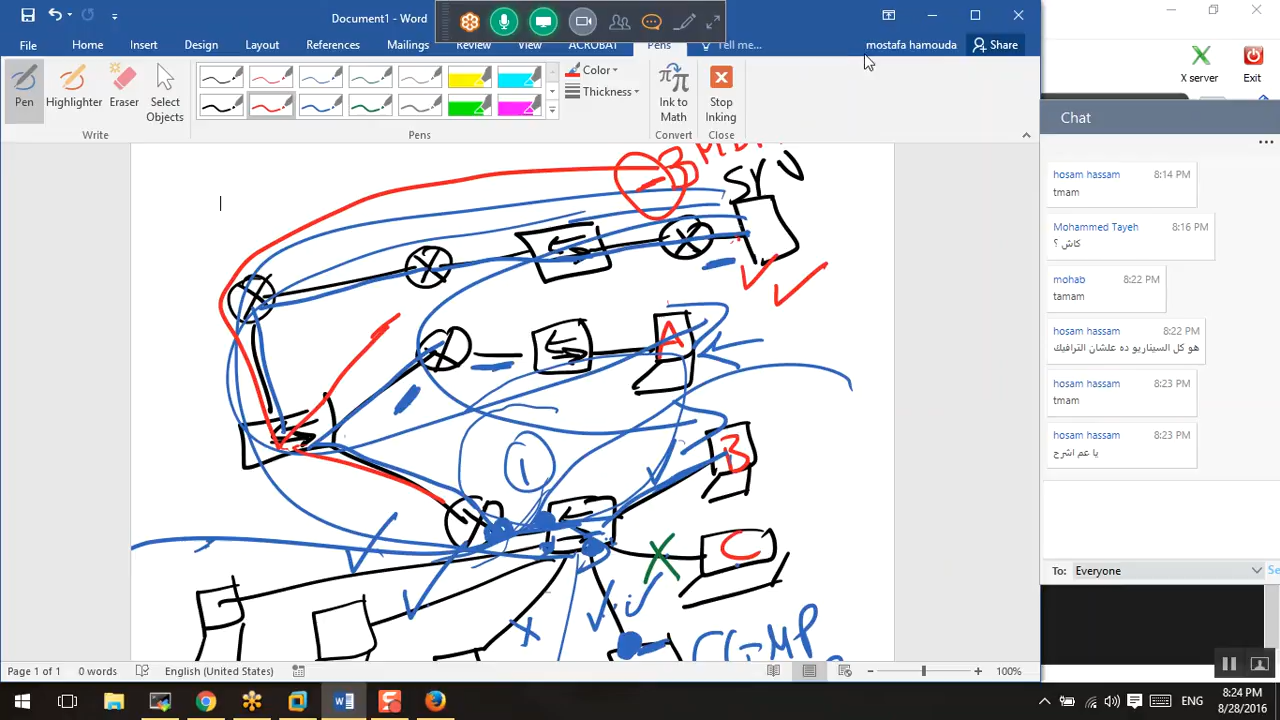 Document1 - Word
File
Home
Insert
Design
Layout
References
Mailings
Review
View
ACROBAT
Pens
Tell me...
mostafa hamouda
Share
Pen
Highlighter
Eraser
Select Objects
Color
Thickness
Ink to Math
Stop Inking
Write
Pens
Convert
Close
X server
Exit
Chat
hosam hassam 8:14 PM
tmam
Mohammed Tayeh 8:16 PM
كاش ؟
mohab 8:22 PM
tamam
hosam hassam 8:22 PM
هو كل السيناريو ده علشان الترافيك
hosam hassam 8:23 PM
tmam
hosam hassam 8:23 PM
يا عم اشرح
To: Everyone
A
1
B
C
Page 1 of 1
0 words
English (United States)
100%
ENG
8:24 PM
8/28/2016